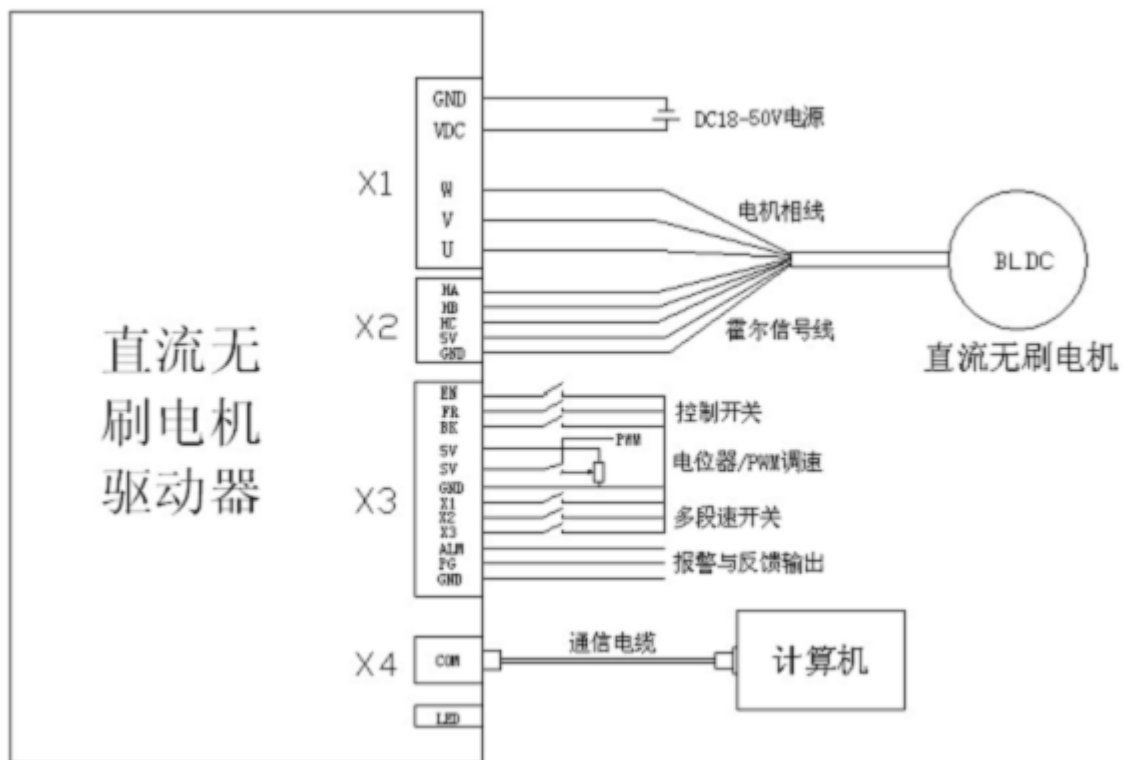 GND
VDC
DC18-50V电源
X1
W
V
U
电机相线
BLDC
直流无刷电机
HA
HB
HC
5V
GND
X2
霍尔信号线
直流无
刷电机
驱动器
EN
FR
BK
控制开关
5V
SV
GND
PWM
电位器/PWM调速
X3
X1
X2
X3
多段速开关
ALM
PG
GND
报警与反馈输出
X4
COM
通信电缆
计算机
LED